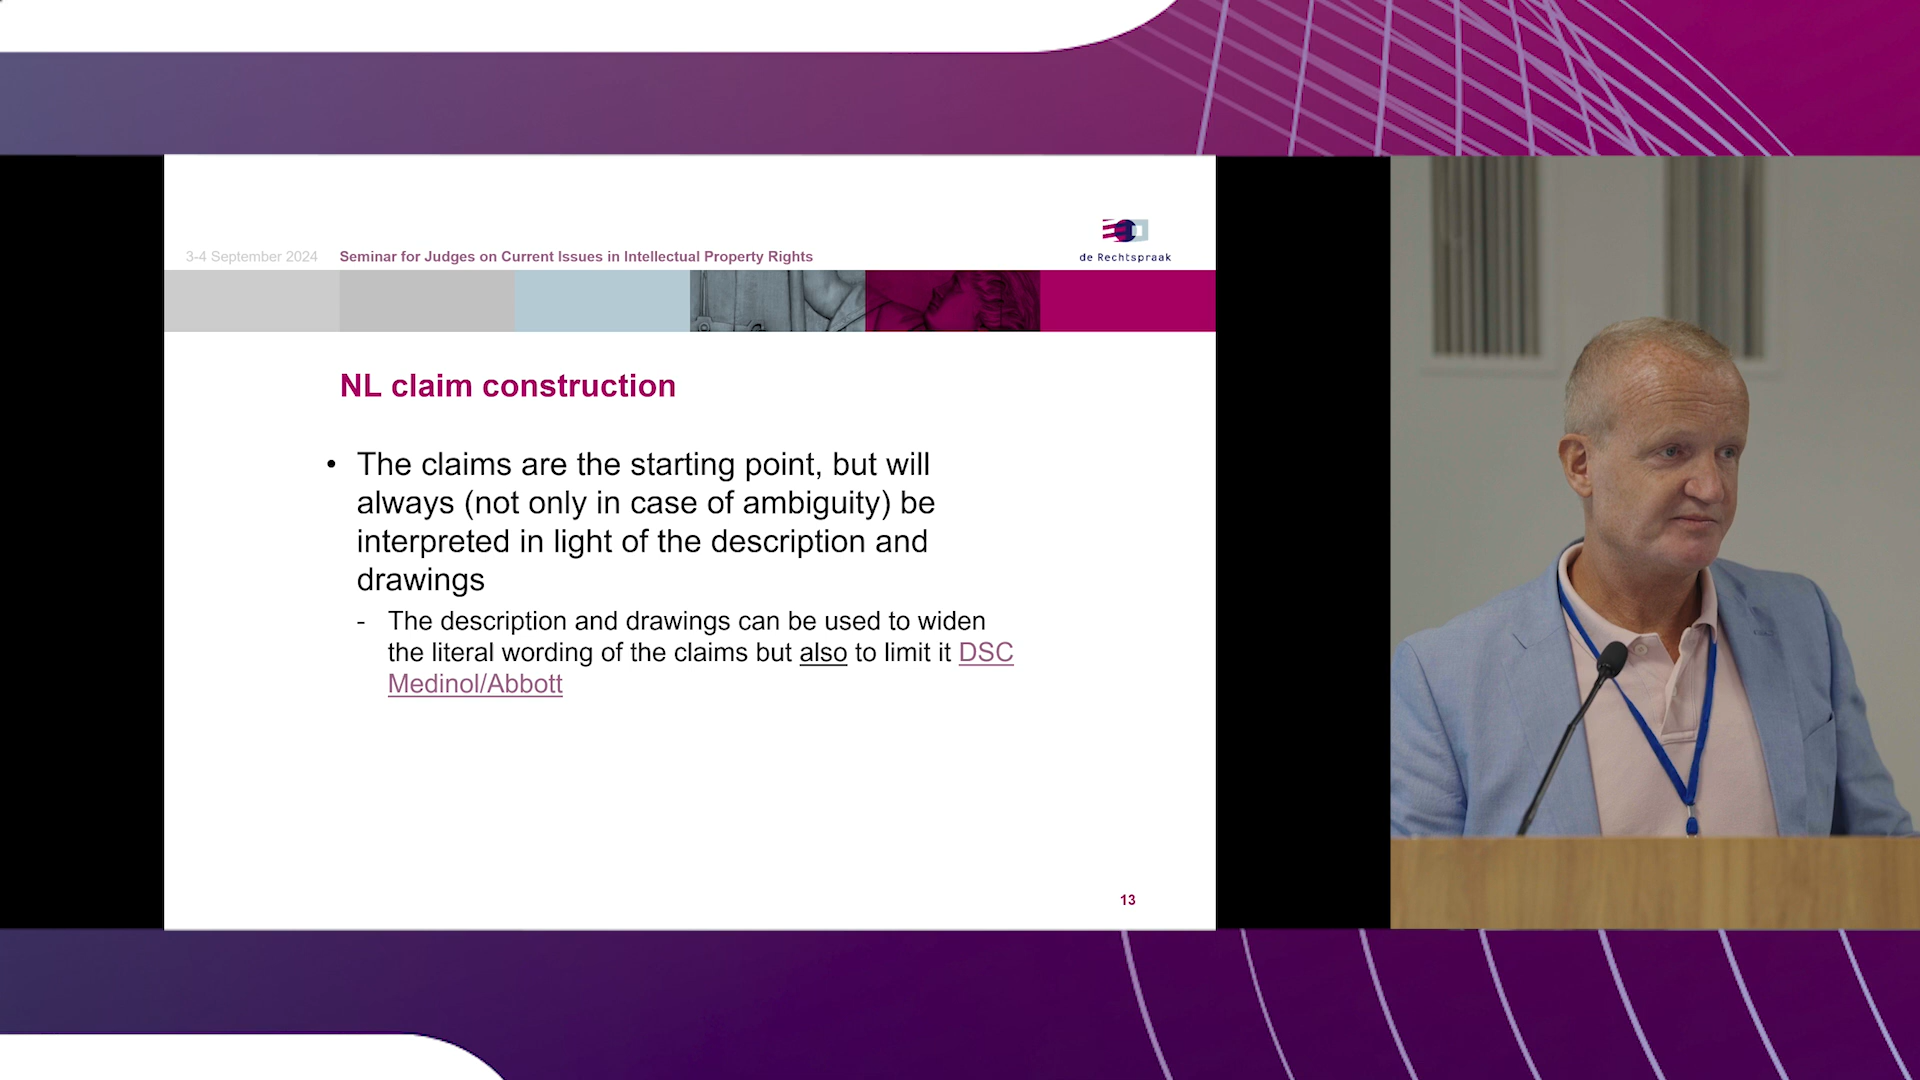 3-4 September 2024 Seminar for Judges on Current Issues in Intellectual Property Rights
de Rechtspraak
NL claim construction
• The claims are the starting point, but will
always (not only in case of ambiguity) be
interpreted in light of the description and
drawings
- The description and drawings can be used to widen
the literal wording of the claims but also to limit it DSC
Medinol/Abbott
13